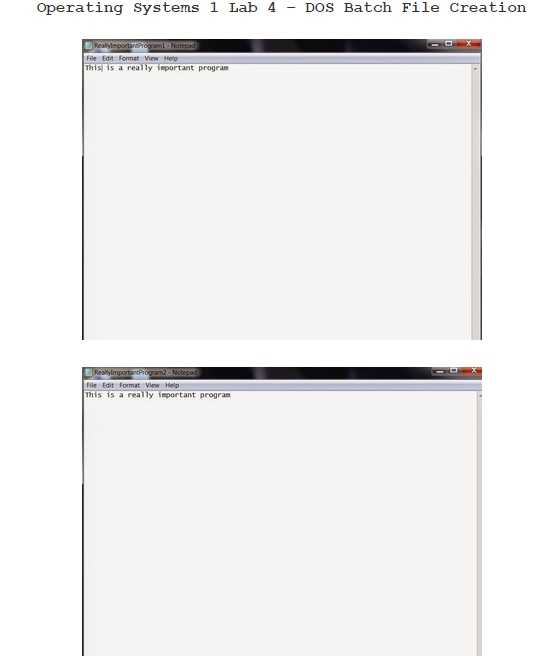 Operating Systems 1 Lab 4 – DOS Batch File Creation
ReallyImportantProgram1 - Notepad
File Edit Format View Help
This is a really important program
ReallyImportantProgram2 - Notepad
File Edit Format View Help
This is a really important program